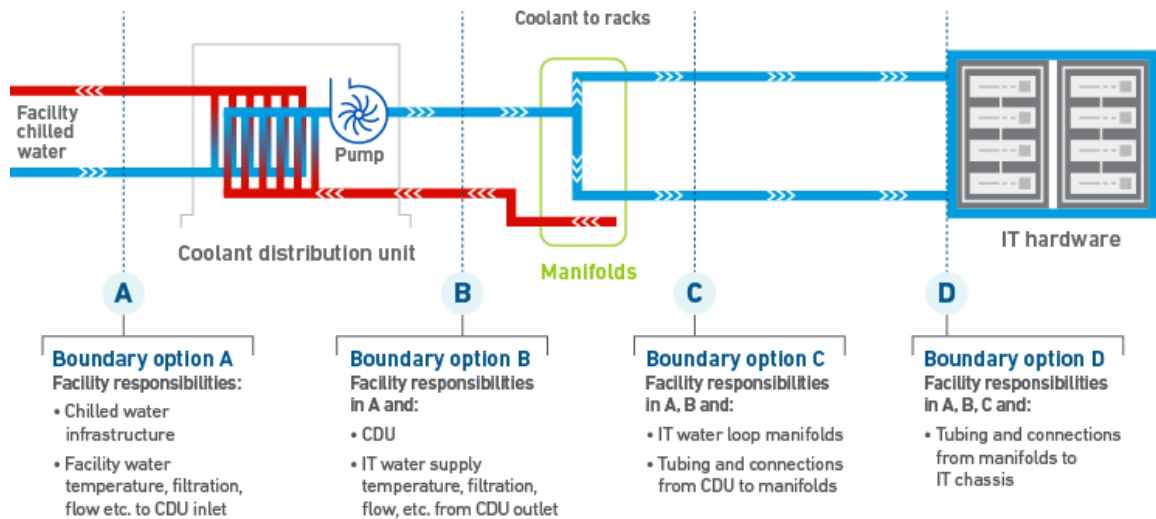 Coolant to racks
Facility
chilled
water
Pump
Coolant distribution unit
Manifolds
IT hardware
A
B
C
D
Boundary option A
Facility responsibilities:
• Chilled water
infrastructure
• Facility water
temperature, filtration,
flow etc. to CDU inlet
Boundary option B
Facility responsibilities
in A and:
• CDU
• IT water supply
temperature, filtration,
flow, etc. from CDU outlet
Boundary option C
Facility responsibilities
in A, B and:
• IT water loop manifolds
• Tubing and connections
from CDU to manifolds
Boundary option D
Facility responsibilities
in A, B, C and:
• Tubing and connections
from manifolds to
IT chassis